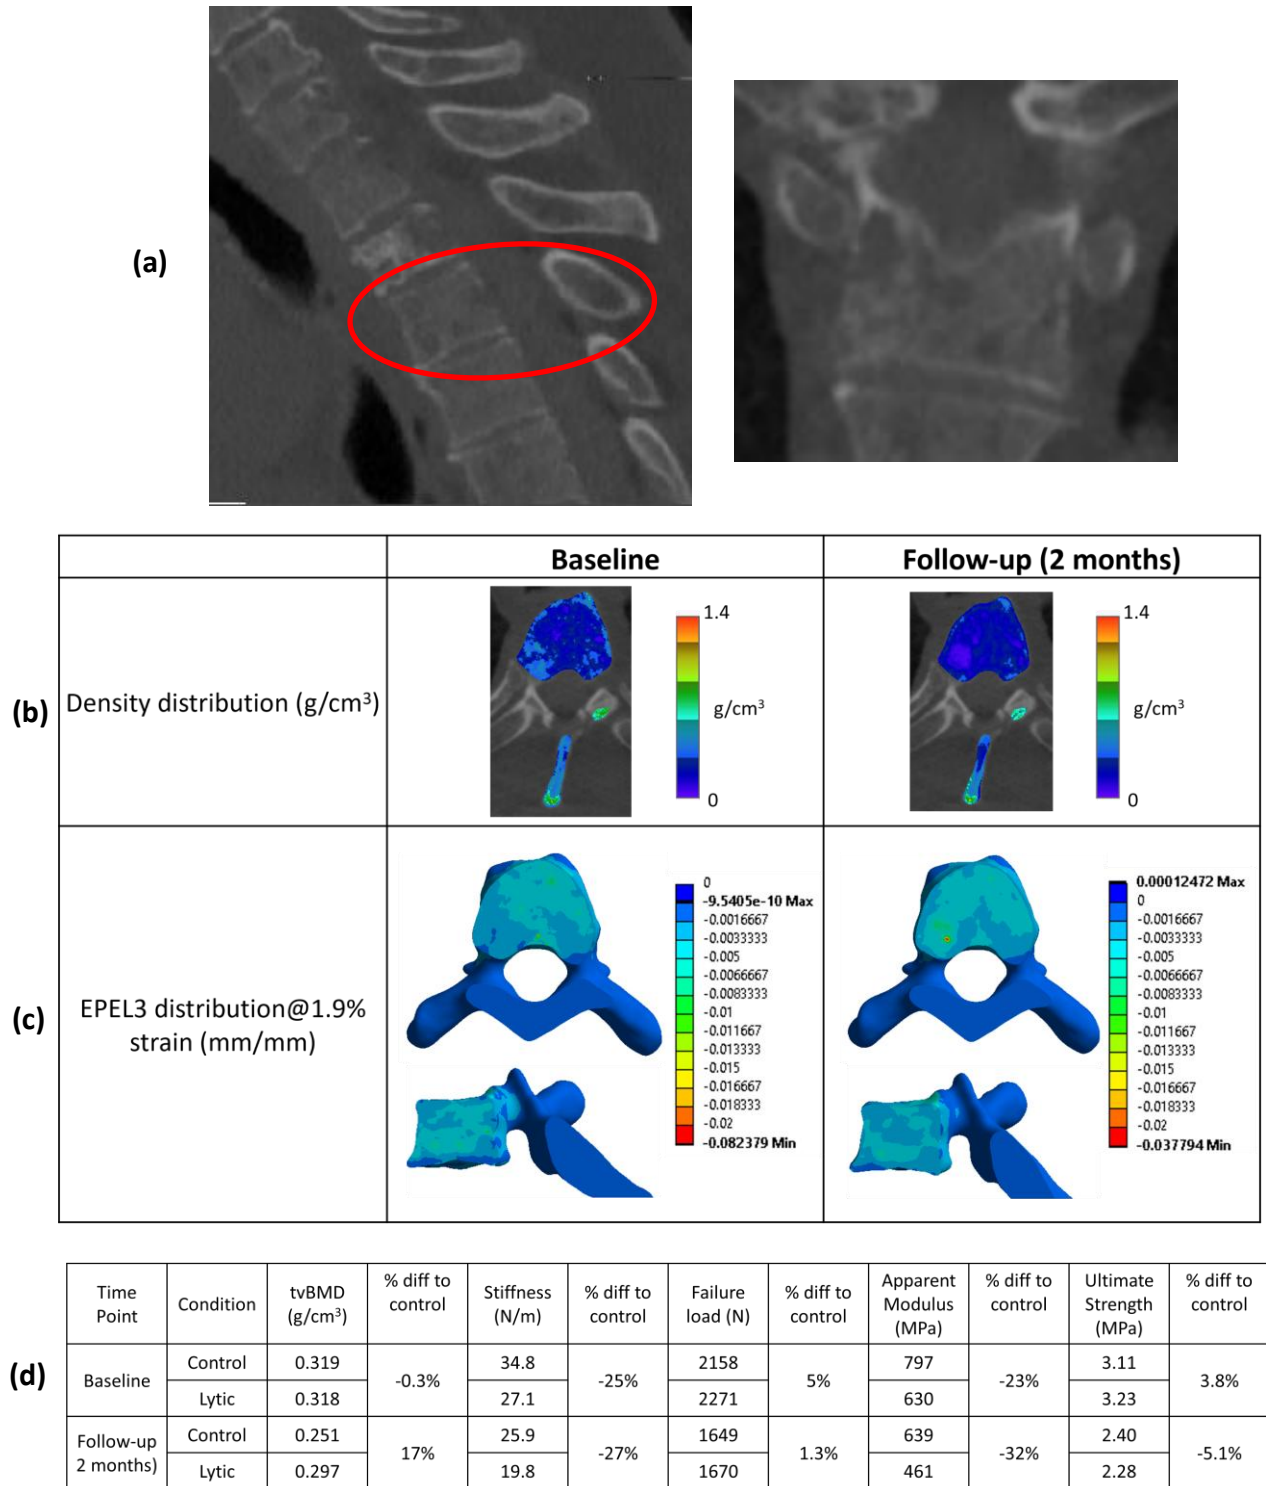 (a)
Baseline
Follow-up (2 months)
(b)
Density distribution (g/cm³)
1.4
g/cm³
0
1.4
g/cm³
0
(c)
EPEL3 distribution@1.9%
strain (mm/mm)
0
-9.5405e-10 Max
-0.0016667
-0.0033333
-0.005
-0.0066667
-0.0083333
-0.01
-0.011667
-0.013333
-0.015
-0.016667
-0.018333
-0.02
-0.082379 Min
0.00012472 Max
0
-0.0016667
-0.0033333
-0.005
-0.0066667
-0.0083333
-0.01
-0.011667
-0.013333
-0.015
-0.016667
-0.018333
-0.02
-0.037794 Min
(d)
Time Point Condition tvBMD (g/cm³) % diff to control Stiffness (N/m) % diff to control Failure load (N) % diff to control Apparent Modulus (MPa) % diff to control Ultimate Strength (MPa) % diff to control
Baseline Control 0.319 -0.3% 34.8 -25% 2158 5% 797 -23% 3.11 3.8%
Lytic 0.318 27.1 2271 630 3.23
Follow-up 2 months) Control 0.251 17% 25.9 -27% 1649 1.3% 639 -32% 2.40 -5.1%
Lytic 0.297 19.8 1670 461 2.28